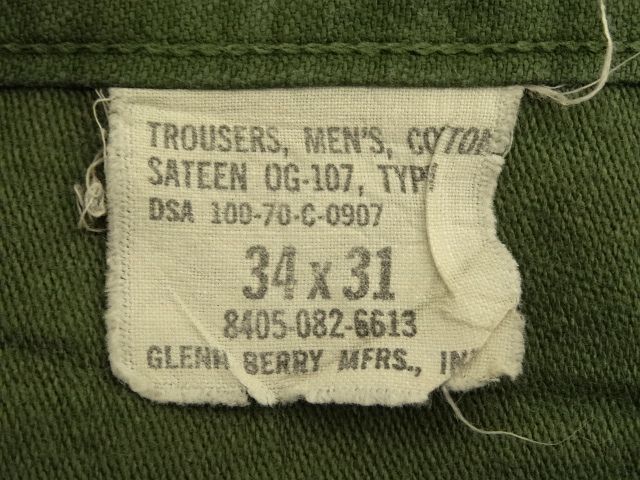 TROUSERS, MEN'S, COTTON
SATEEN OG-107, TYPE
DSA 100-70-C-0907
34 x 31
8405-082-6613
GLENN BERRY MFRS., IN